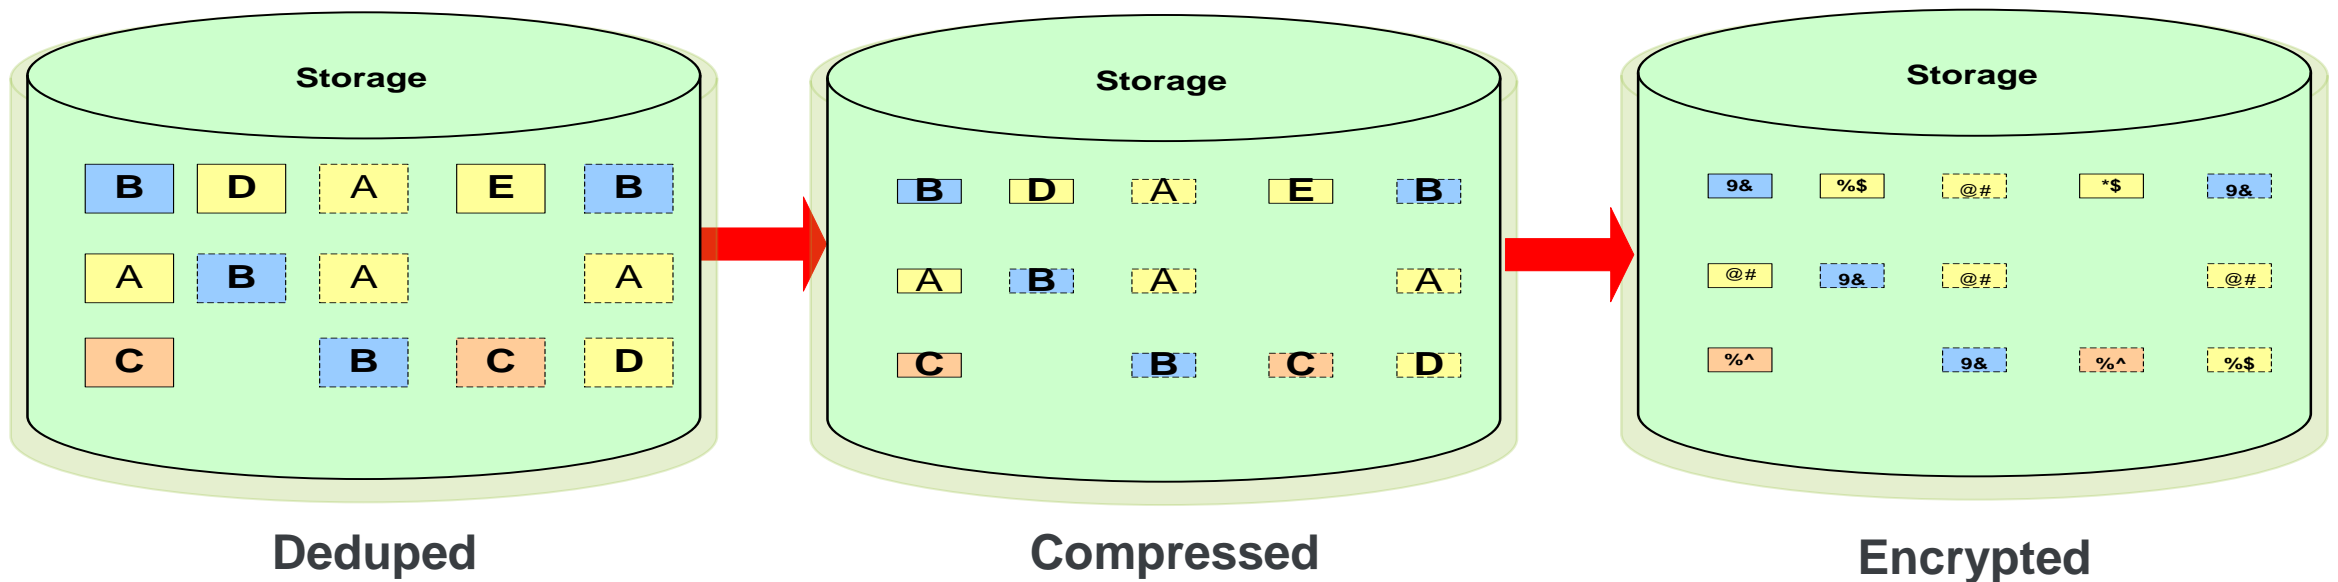 Storage
B D A E B
A B A A
C B C D
Deduped
Storage
B D A E B
A B A A
C B C D
Compressed
Storage
9& %$ @# *$ 9&
@# 9& @# @#
%^ 9& %^ %$
Encrypted